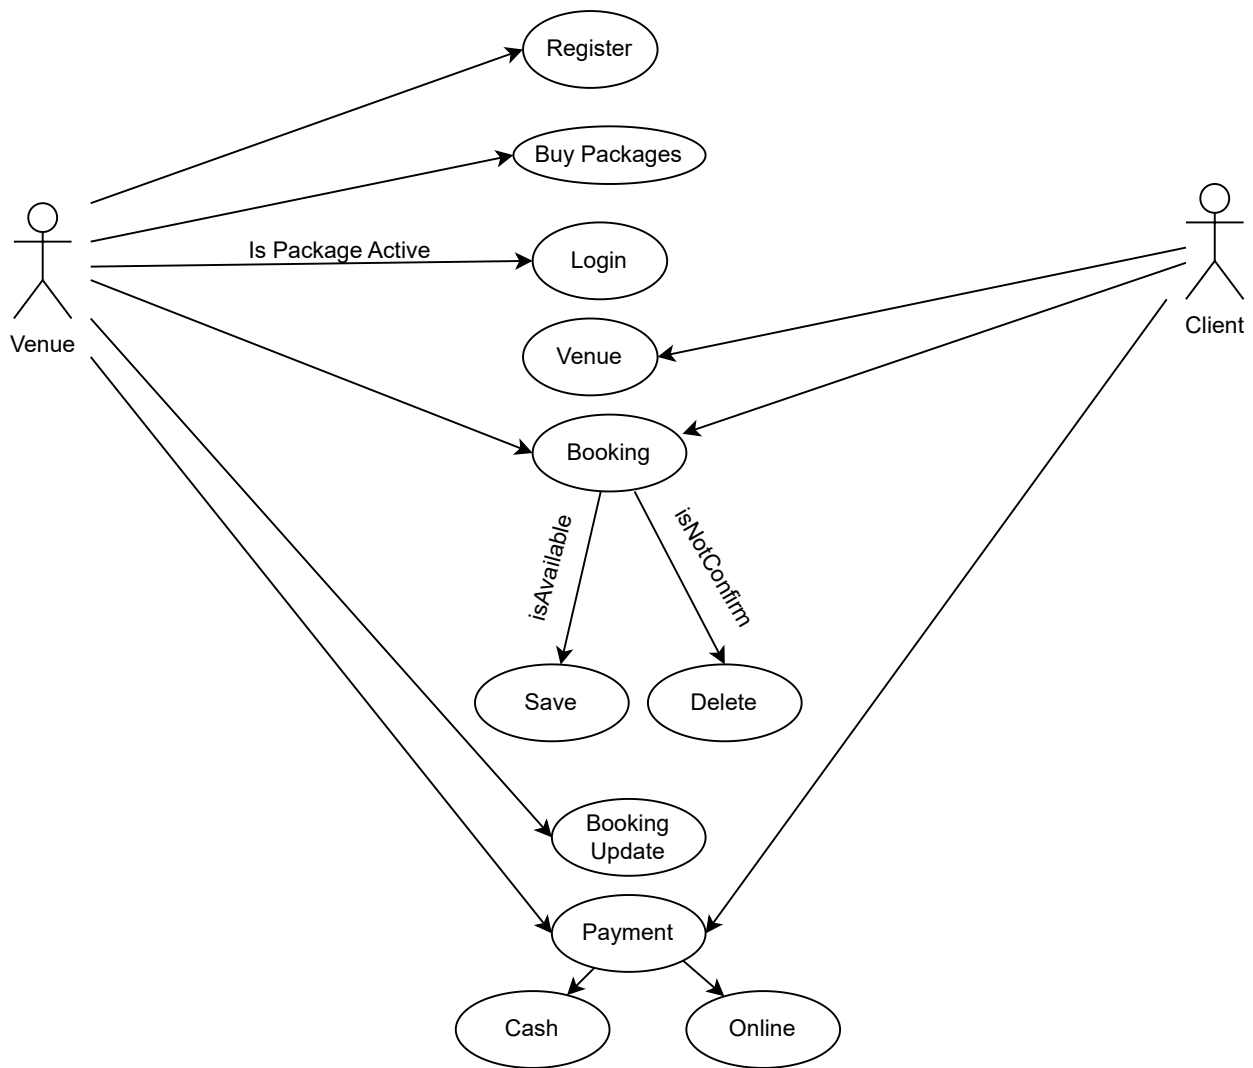 Register
Buy Packages
Is Package Active
Login
Venue
Client
Venue
Booking
isAvailable
isNotConfirm
Save
Delete
Booking
Update
Payment
Cash
Online